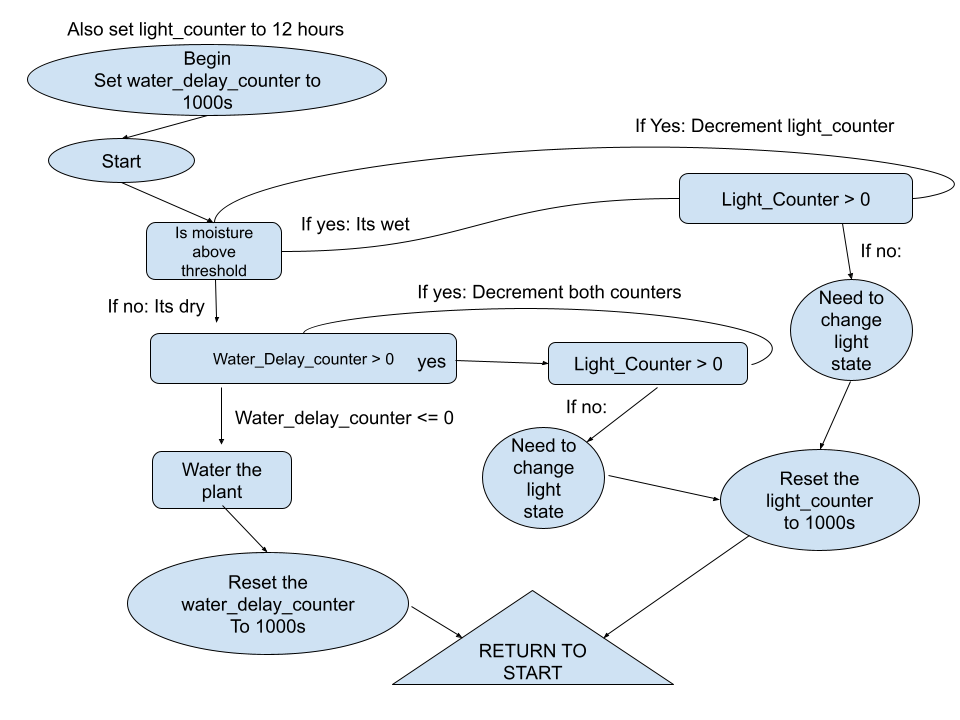 Also set light_counter to 12 hours
Begin
Set water_delay_counter to
1000s
If Yes: Decrement light_counter
Start
Light_Counter > 0
If yes: Its wet
Is moisture
above
threshold
If no:
If no: Its dry
If yes: Decrement both counters
Need to
change
light
state
Water_Delay_counter > 0
yes
Light_Counter > 0
If no:
Water_delay_counter <= 0
Need to
change
light
state
Water the
plant
Reset the
light_counter
to 1000s
Reset the
water_delay_counter
To 1000s
RETURN TO
START